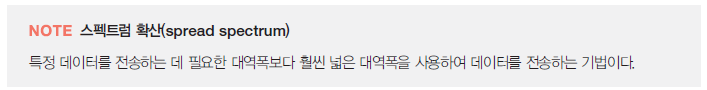 NOTE 스펙트럼 확산(spread spectrum)
특정 데이터를 전송하는 데 필요한 대역폭보다 훨씬 넓은 대역폭을 사용하여 데이터를 전송하는 기법이다.